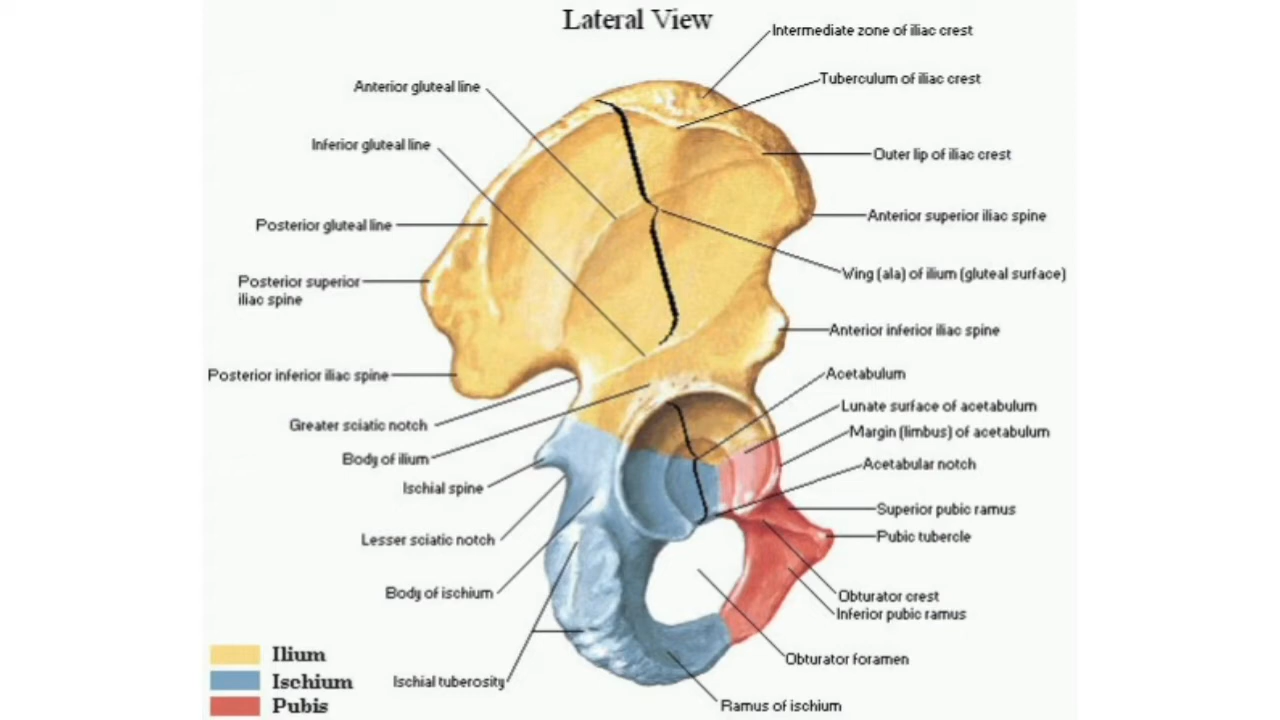 Lateral View
Intermediate zone of iliac crest
Tuberculum of iliac crest
Anterior gluteal line
Inferior gluteal line
Outer lip of iliac crest
Posterior gluteal line
Anterior superior iliac spine
Wing (ala) of ilium (gluteal surface)
Posterior superior
iliac spine
Anterior inferior iliac spine
Posterior inferior iliac spine
Acetabulum
Lunate surface of acetabulum
Greater sciatic notch
Margin (limbus) of acetabulum
Body of ilium
Acetabular notch
Ischial spine
Superior pubic ramus
Lesser sciatic notch
Pubic tubercle
Body of ischium
Obturator crest
Inferior pubic ramus
Obturator foramen
Ilium
Ischium
Ischial tuberosity
Pubis
Ramus of ischium